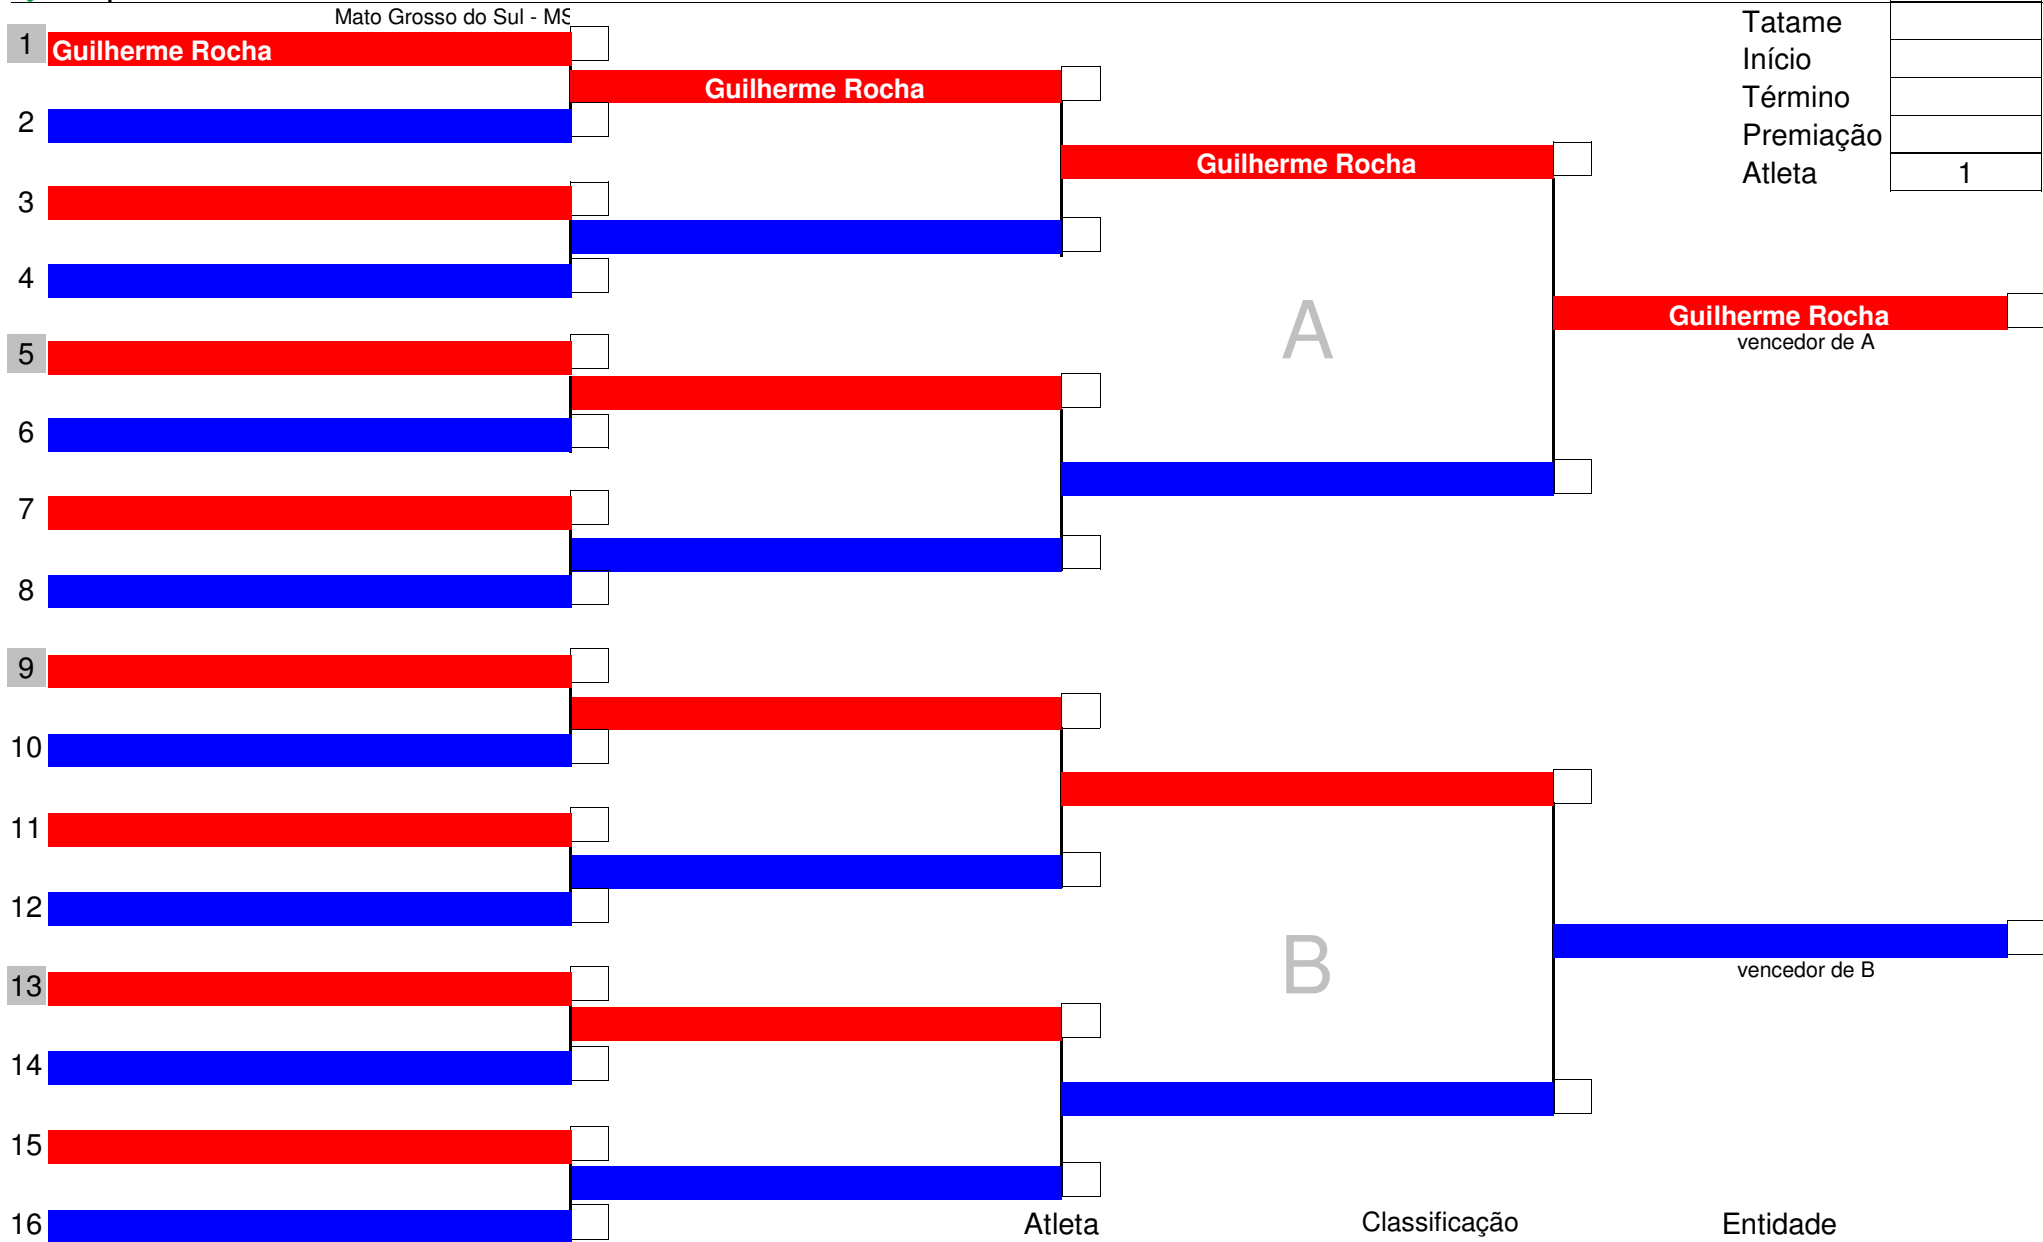 Mato Grosso do Sul - MS
Tatame
1 Guilherme Rocha
Início
Guilherme Rocha
Término
2
Premiação
Guilherme Rocha
Atleta 1
3
4
A
Guilherme Rocha
vencedor de A
5
6
7
8
9
10
11
12
B
vencedor de B
13
14
15
16
Atleta Classificação Entidade